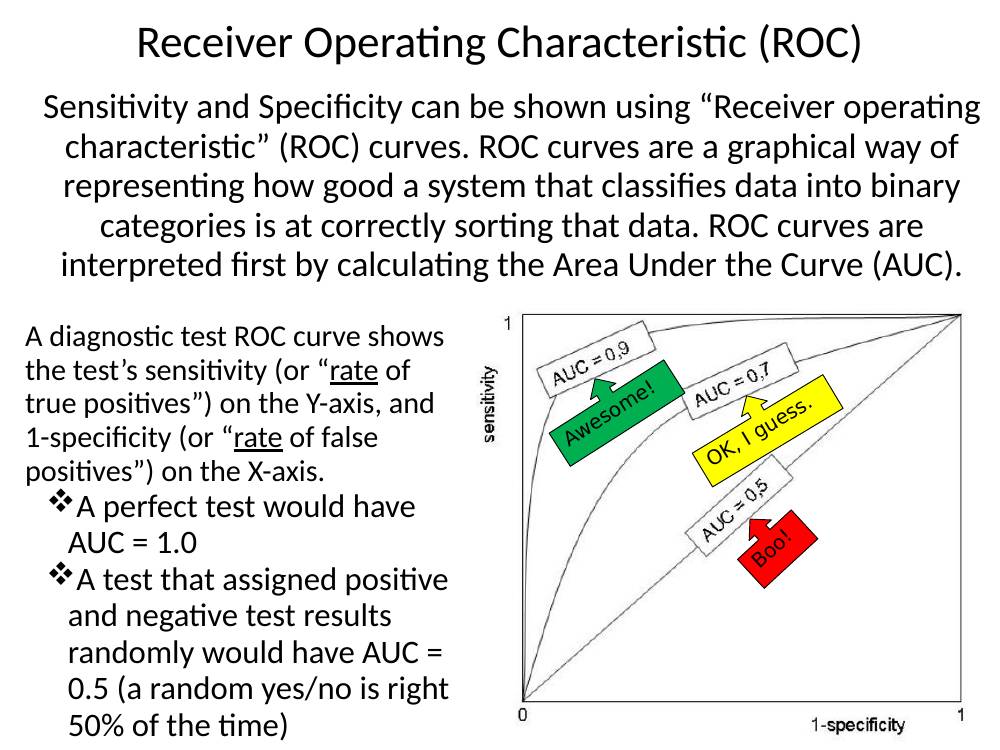 Receiver Operating Characteristic (ROC)
Sensitivity and Specificity can be shown using “Receiver operating
characteristic” (ROC) curves. ROC curves are a graphical way of
representing how good a system that classifies data into binary
categories is at correctly sorting that data. ROC curves are
interpreted first by calculating the Area Under the Curve (AUC).
A diagnostic test ROC curve shows
the test’s sensitivity (or “rate of
true positives”) on the Y-axis, and
1-specificity (or “rate of false
positives”) on the X-axis.
❖A perfect test would have
AUC = 1.0
❖A test that assigned positive
and negative test results
randomly would have AUC =
0.5 (a random yes/no is right
50% of the time)
1
sensitivity
AUC = 0,9
Awesome!
AUC = 0,7
OK, I guess.
AUC = 0,5
Boo!
0
1-specificity
1